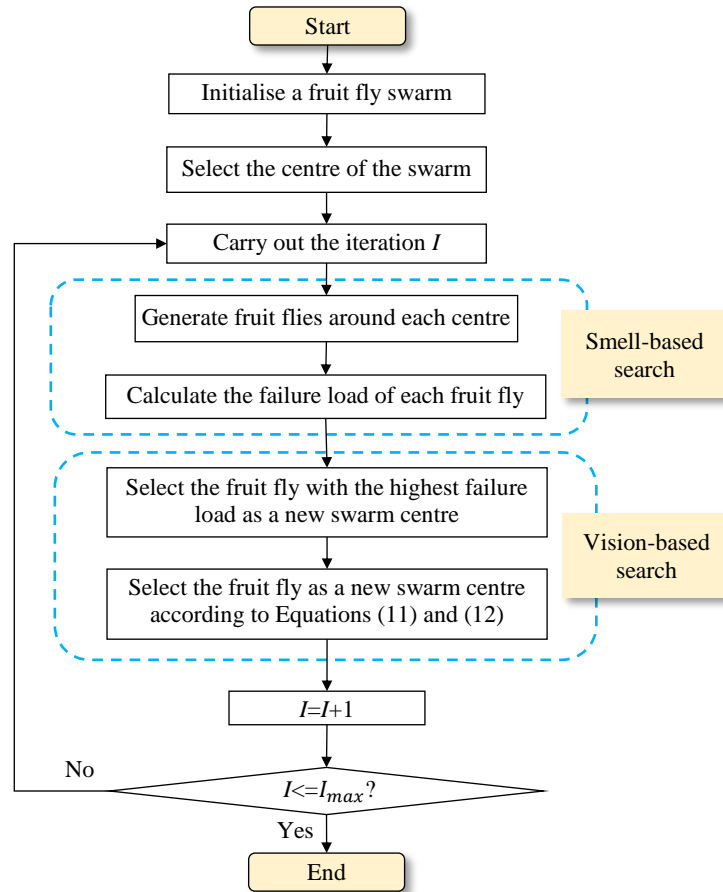 Start
Initialise a fruit fly swarm
Select the centre of the swarm
Carry out the iteration I
Generate fruit flies around each centre
Calculate the failure load of each fruit fly
Smell-based
search
Select the fruit fly with the highest failure
load as a new swarm centre
Select the fruit fly as a new swarm centre
according to Equations (11) and (12)
Vision-based
search
I=I+1
No
I<=Imax?
Yes
End